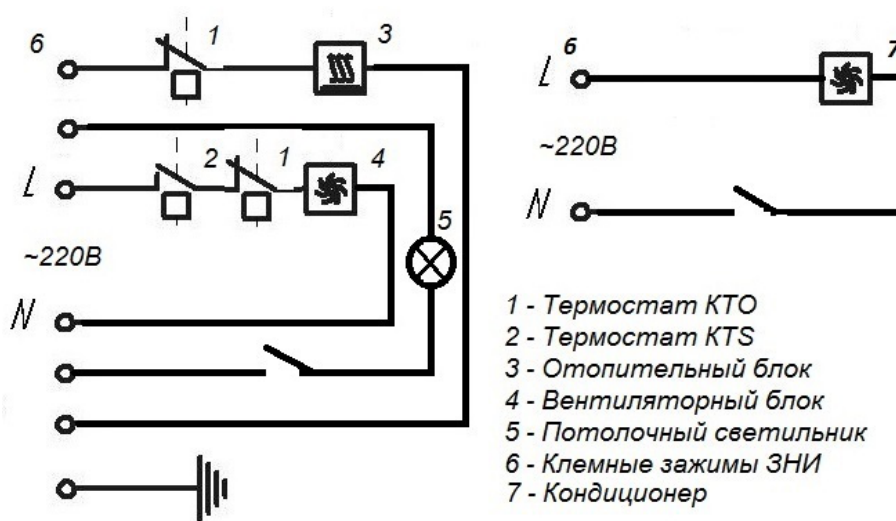 6
1
3
L
2
1
4
~220В
5
N
6
7
L
~220В
N
1 - Термостат КТО
2 - Термостат KTS
3 - Отопительный блок
4 - Вентиляторный блок
5 - Потолочный светильник
6 - Клемные зажимы ЗНИ
7 - Кондиционер